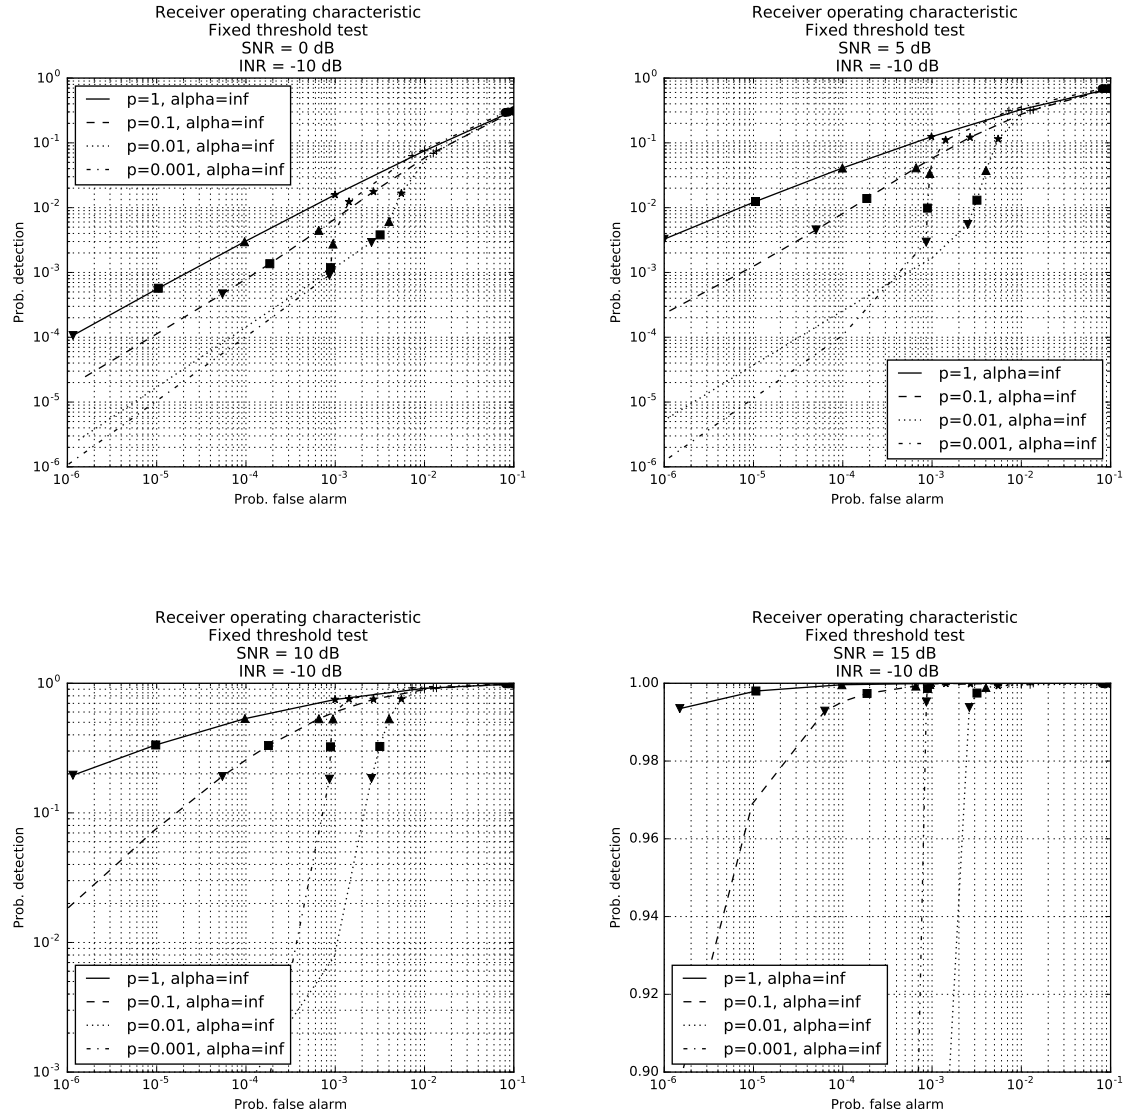 Receiver operating characteristic
Fixed threshold test
SNR = 0 dB
INR = -10 dB
10^0
10^-1
10^-2
10^-3
10^-4
10^-5
10^-6
Prob. detection
p=1, alpha=inf
p=0.1, alpha=inf
p=0.01, alpha=inf
p=0.001, alpha=inf
10^-6
10^-5
10^-4
10^-3
10^-2
10^-1
Prob. false alarm
Receiver operating characteristic
Fixed threshold test
SNR = 5 dB
INR = -10 dB
10^0
10^-1
10^-2
10^-3
10^-4
10^-5
10^-6
Prob. detection
p=1, alpha=inf
p=0.1, alpha=inf
p=0.01, alpha=inf
p=0.001, alpha=inf
10^-6
10^-5
10^-4
10^-3
10^-2
10^-1
Prob. false alarm
Receiver operating characteristic
Fixed threshold test
SNR = 10 dB
INR = -10 dB
10^0
10^-1
10^-2
10^-3
Prob. detection
p=1, alpha=inf
p=0.1, alpha=inf
p=0.01, alpha=inf
p=0.001, alpha=inf
10^-6
10^-5
10^-4
10^-3
10^-2
10^-1
Prob. false alarm
Receiver operating characteristic
Fixed threshold test
SNR = 15 dB
INR = -10 dB
1.00
0.98
0.96
0.94
0.92
0.90
Prob. detection
p=1, alpha=inf
p=0.1, alpha=inf
p=0.01, alpha=inf
p=0.001, alpha=inf
10^-6
10^-5
10^-4
10^-3
10^-2
10^-1
Prob. false alarm